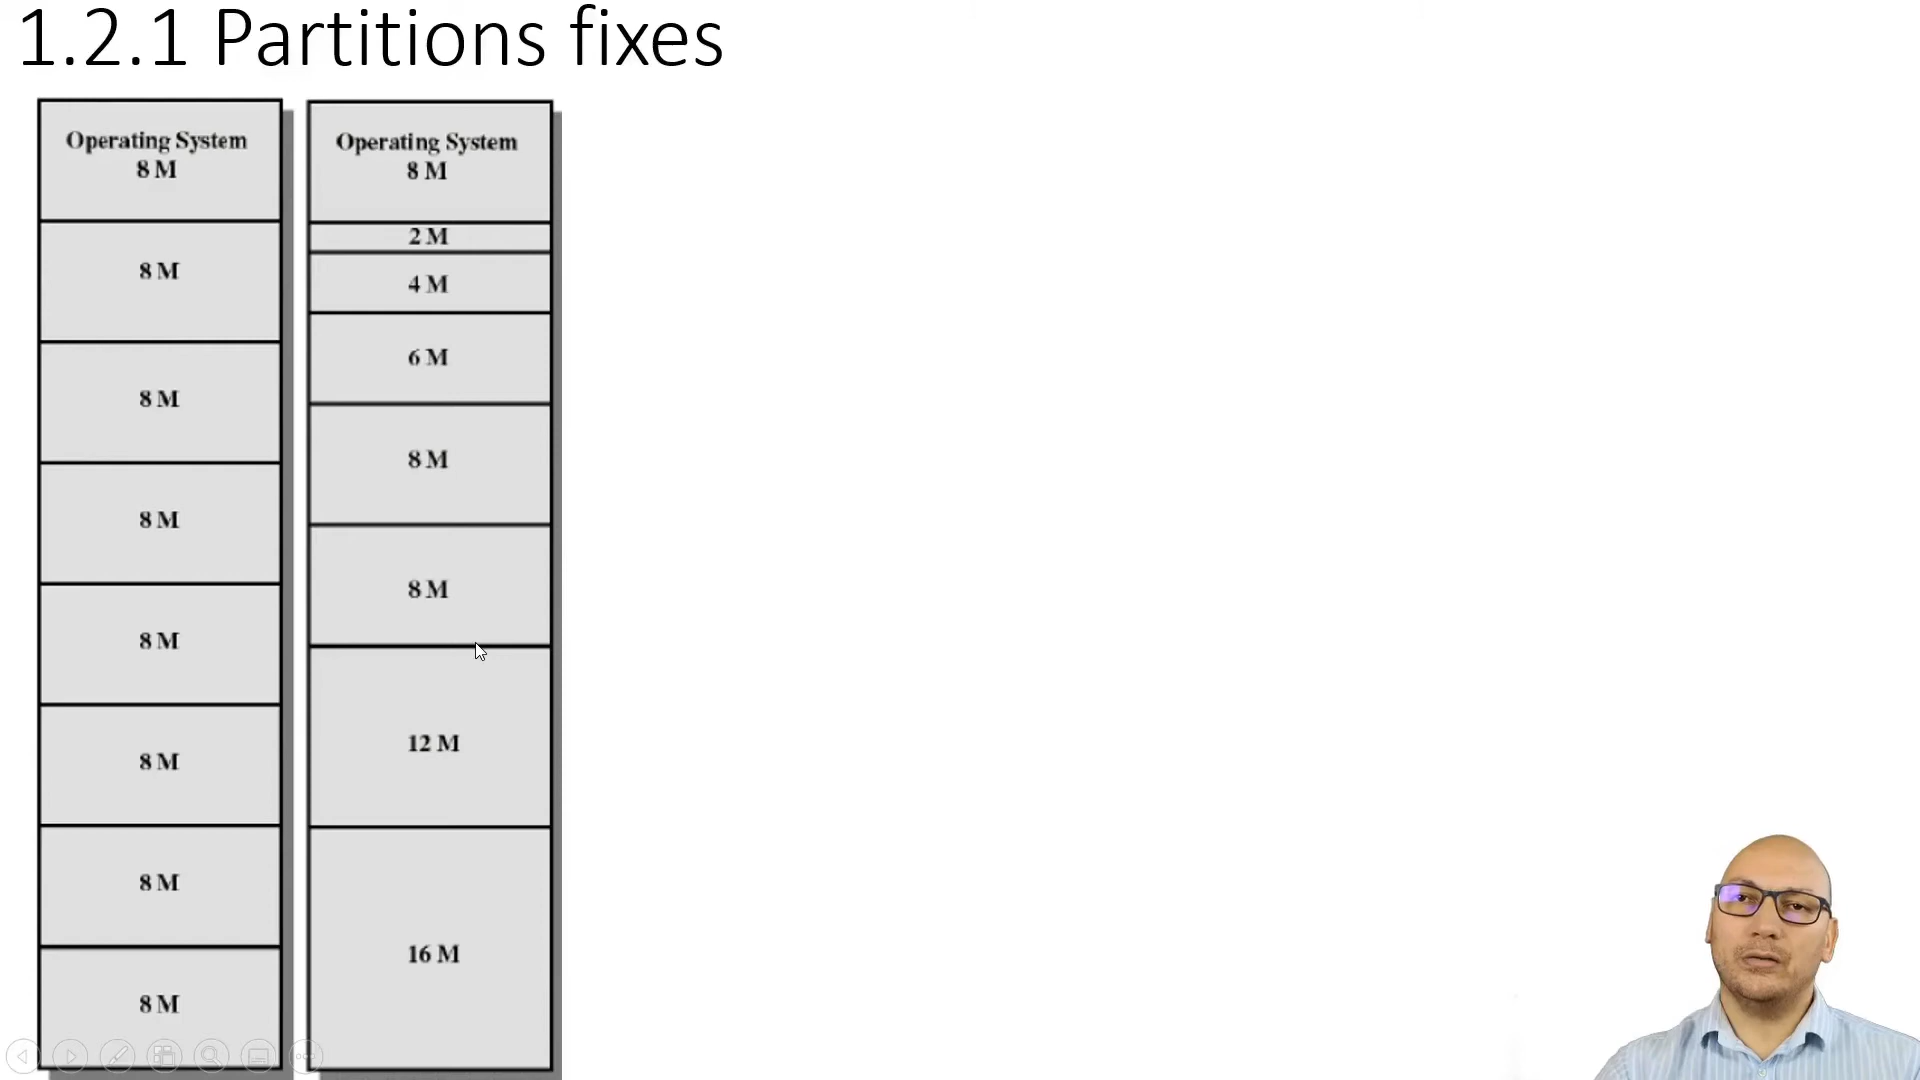 1.2.1 Partitions fixes
Operating System
8 M
8 M
8 M
8 M
8 M
8 M
8 M
8 M
Operating System
8 M
2 M
4 M
6 M
8 M
8 M
12 M
16 M